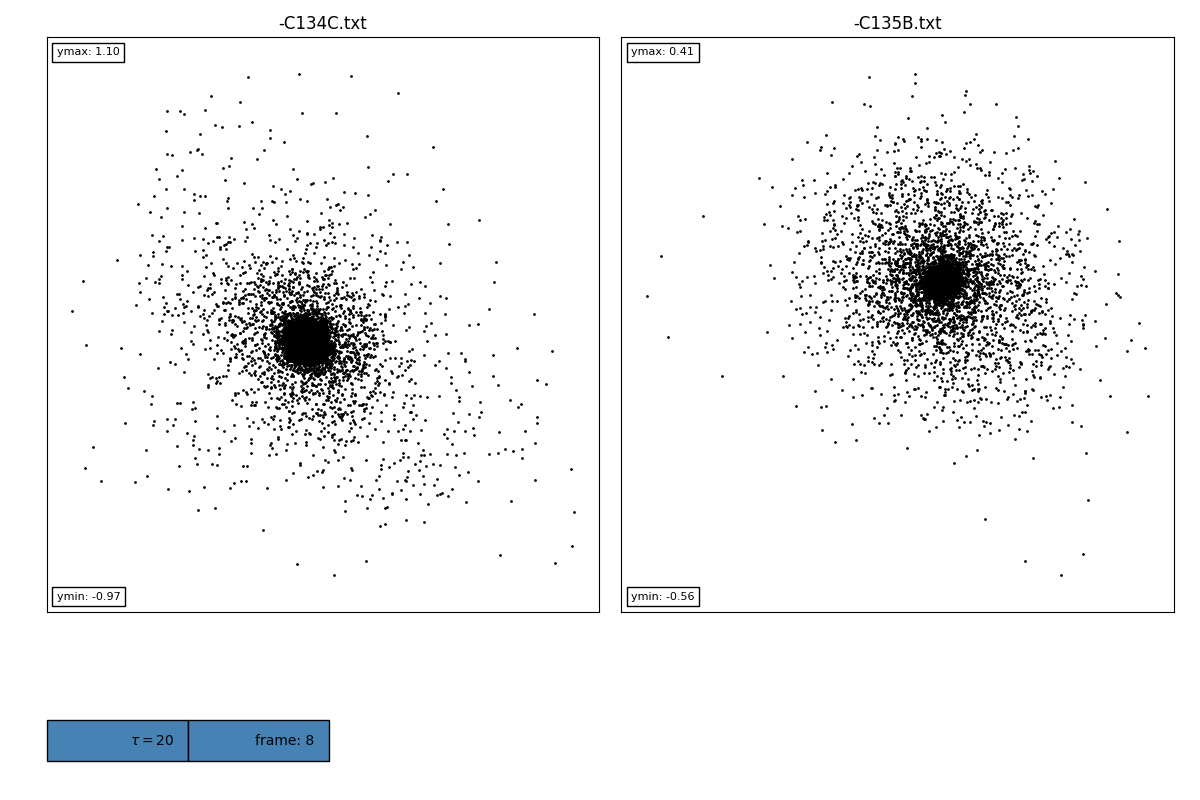 -C134C.txt
-C135B.txt
ymax: 1.10
ymax: 0.41
ymin: -0.97
ymin: -0.56
τ = 20
frame: 8